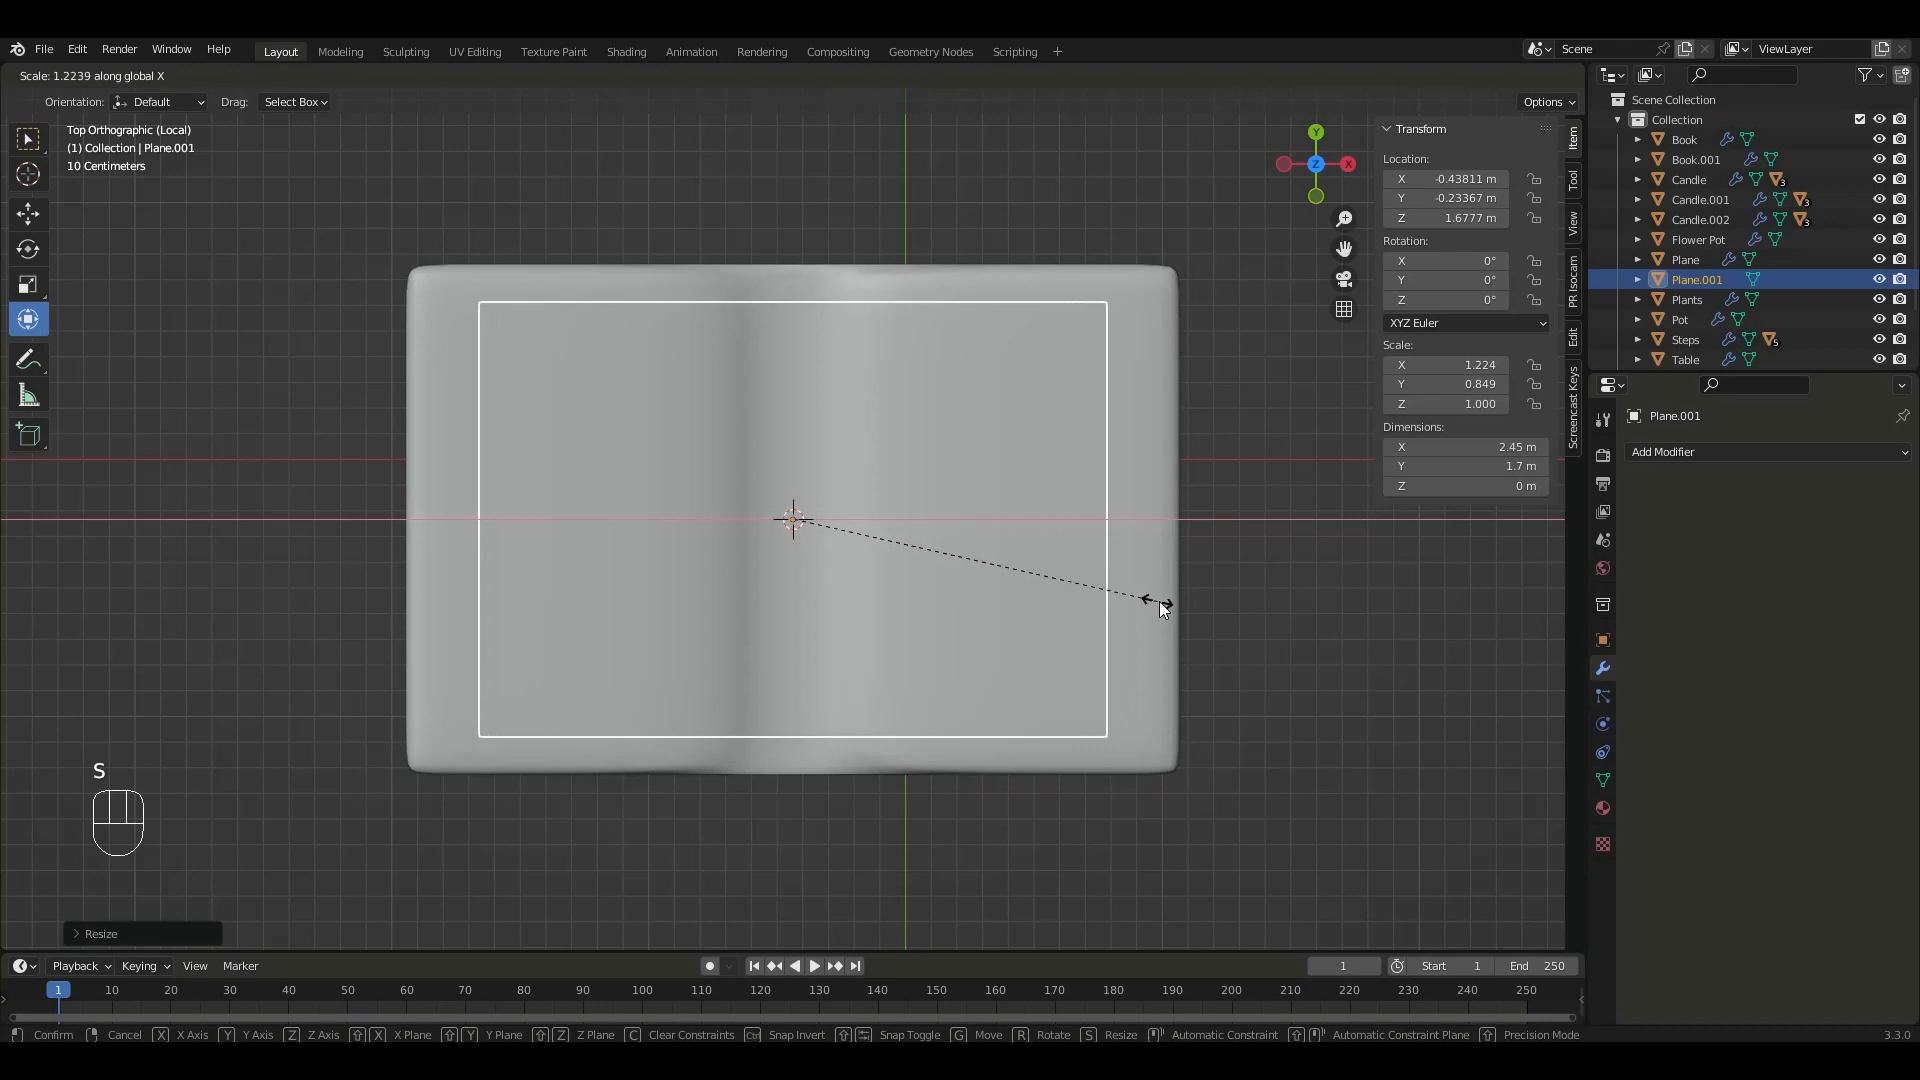 File Edit Render Window Help Layout Modeling Sculpting UV Editing Texture Paint Shading Animation Rendering Compositing Geometry Nodes Scripting + Scene ViewLayer
Scale: 1.2239 along global X
Orientation: Default Drag: Select Box Options
Top Orthographic (Local)
(1) Collection | Plane.001
10 Centimeters
Y
X
Z
Transform
Location:
X -0.43811 m
Y -0.23367 m
Z 1.6777 m
Rotation:
X 0°
Y 0°
Z 0°
XYZ Euler
Scale:
X 1.224
Y 0.849
Z 1.000
Dimensions:
X 2.45 m
Y 1.7 m
Z 0 m
Item
Tool
View
PR Isocam
Edit
Screencast Keys
Scene Collection
Collection
Book
Book.001
Candle 3
Candle.001 3
Candle.002 3
Flower Pot
Plane
Plane.001
Plants
Pot
Steps 5
Table
Plane.001
Add Modifier
S
Resize
Playback Keying View Marker 1 Start 1 End 250
1 10 20 30 40 50 60 70 80 90 100 110 120 130 140 150 160 170 180 190 200 210 220 230 240 250
Confirm Cancel X X Axis Y Y Axis Z Z Axis X X Plane Y Y Plane Z Z Plane C Clear Constraints Ctrl Snap Invert Snap Toggle G Move R Rotate S Resize Automatic Constraint Automatic Constraint Plane Precision Mode 3.3.0